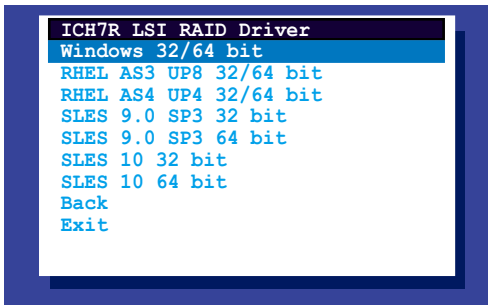 ICH7R LSI RAID Driver
Windows 32/64 bit
RHEL AS3 UP8 32/64 bit
RHEL AS4 UP4 32/64 bit
SLES 9.0 SP3 32 bit
SLES 9.0 SP3 64 bit
SLES 10 32 bit
SLES 10 64 bit
Back
Exit